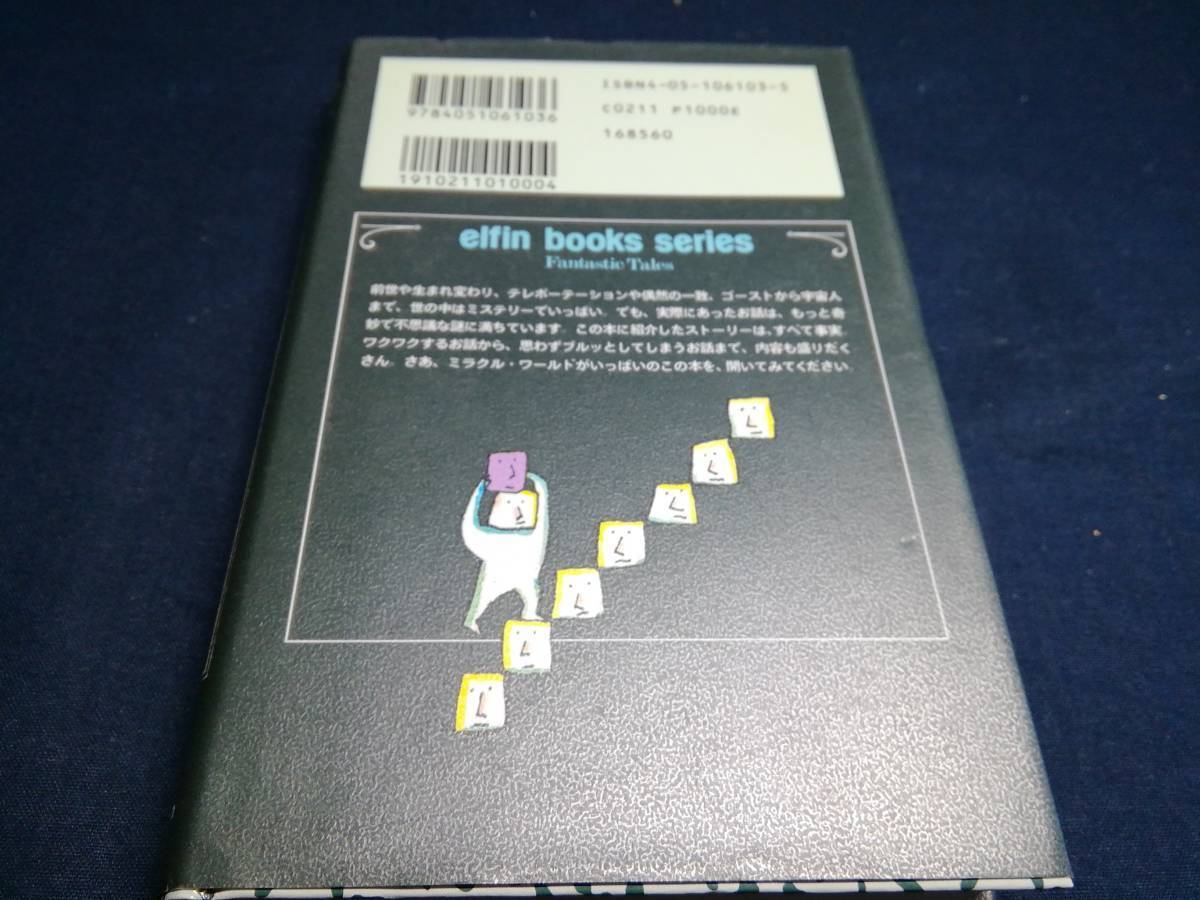 ISBN4-05-106103-5
9784051061036
C0211 P1000E
168560
1910211010004
elfin books series
Fantastic Tales
前世や生まれ変わり、テレポーテーションや偶然の一致、ゴーストから宇宙人
まで、世の中はミステリーでいっぱい。でも、実際にあったお話は、もっと奇
妙で不思議な謎に満ちています。この本に紹介したストーリーは、すべて事実。
ワクワクするお話から、思わずブルッとしてしまうお話まで、内容も盛りだく
さん。さあ、ミラクル・ワールドがいっぱいのこの本を、開いてみてください。